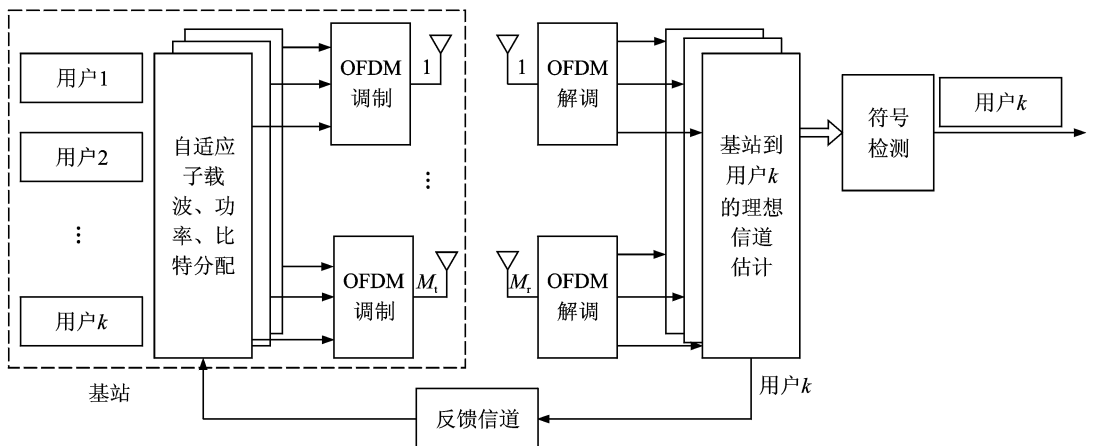 用户1
用户2
⋮
用户k
自适应
子载
波、功
率、比
特分配
OFDM
调制
1
⋮
OFDM
调制
Mt
基站
1
OFDM
解调
Mr
OFDM
解调
基站到
用户k
的理想
信道
估计
符号
检测
用户k
用户k
反馈信道